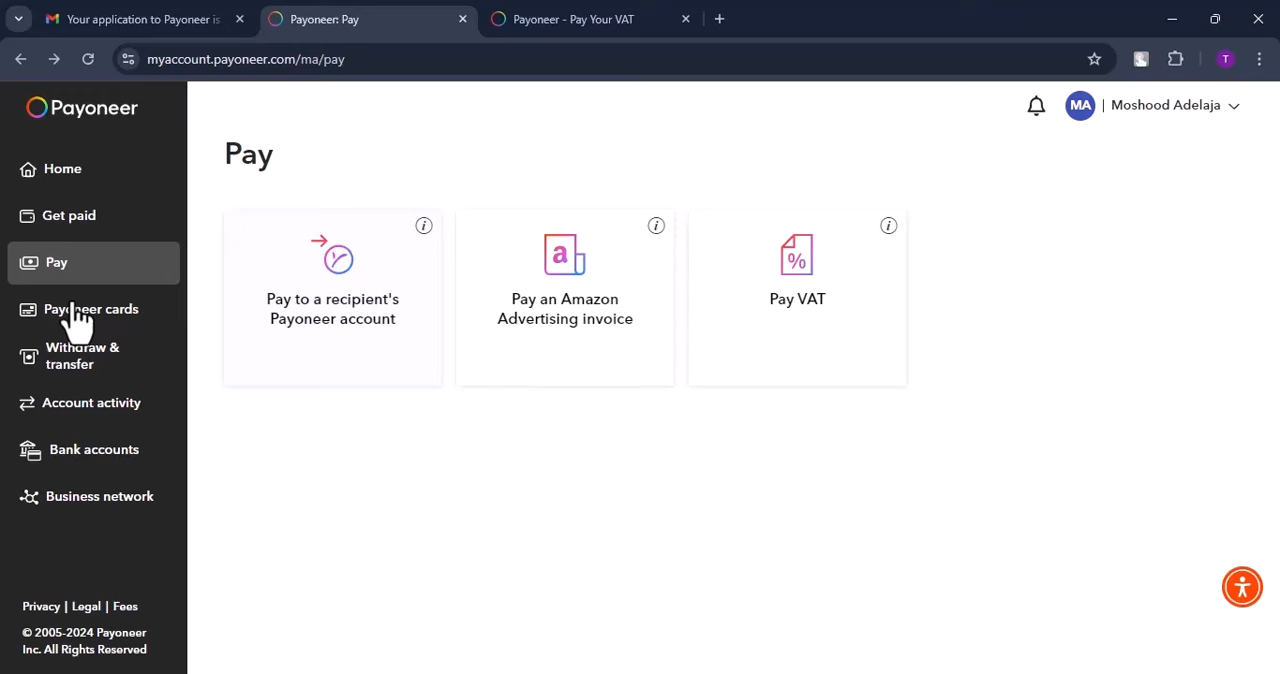 Your application to Payoneer is
Payoneer: Pay
Payoneer - Pay Your VAT
myaccount.payoneer.com/ma/pay
T
Payoneer
MA | Moshood Adelaja
Home
Get paid
Pay
Payoneer cards
Withdraw &
transfer
Account activity
Bank accounts
Business network
Privacy | Legal | Fees
© 2005-2024 Payoneer
Inc. All Rights Reserved
Pay
i
Pay to a recipient's
Payoneer account
i
a
Pay an Amazon
Advertising invoice
i
%
Pay VAT